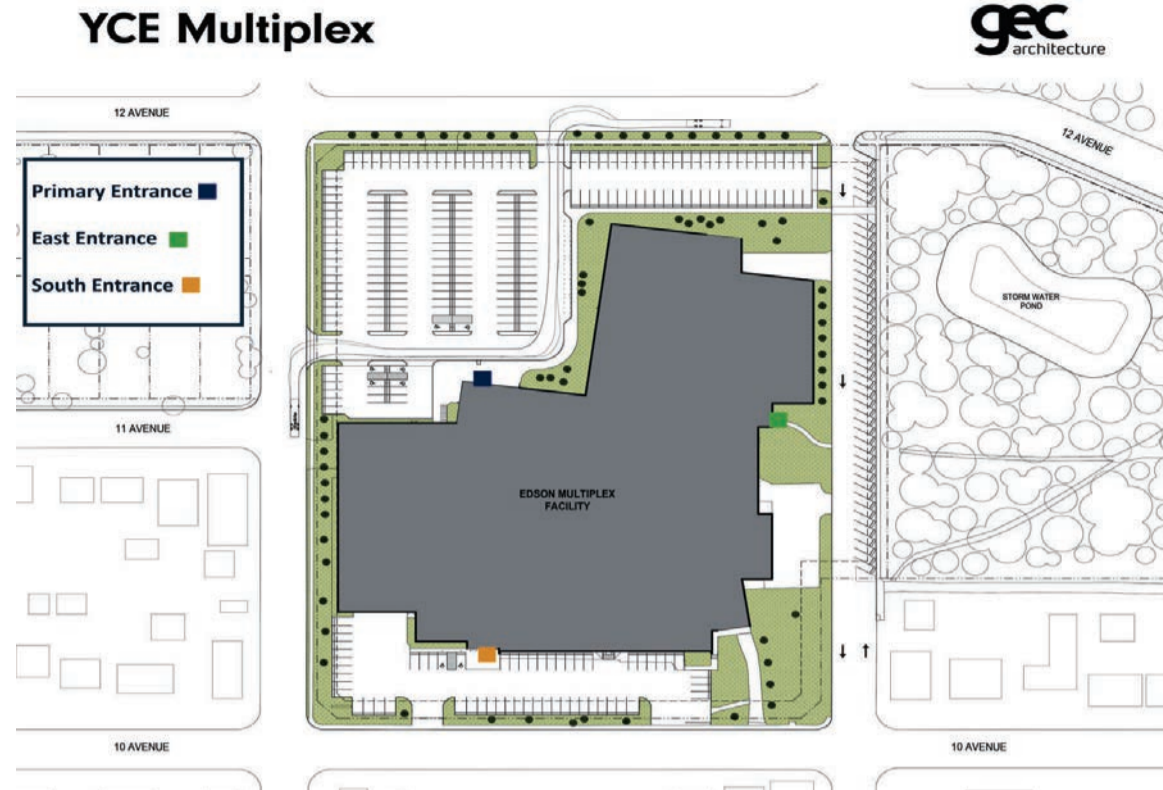 YCE Multiplex
gec
architecture
12 AVENUE
12 AVENUE
Primary Entrance
East Entrance
South Entrance
STORM WATER
POND
11 AVENUE
EDSON MULTIPLEX
FACILITY
10 AVENUE
10 AVENUE